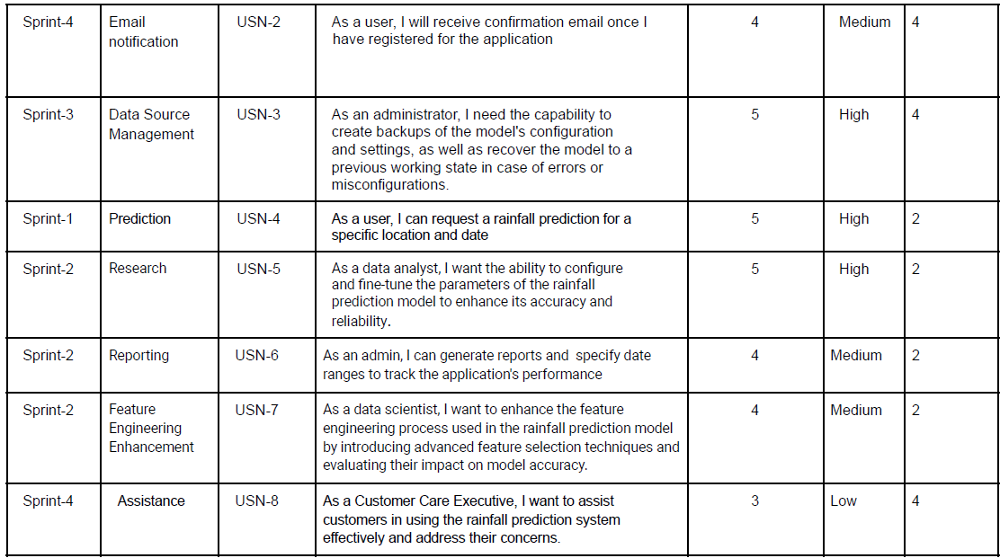 Sprint-4 Email USN-2 As a user, I will receive confirmation email once I 4 Medium 4
notification have registered for the application
Sprint-3 Data Source USN-3 As an administrator, I need the capability to 5 High 4
Management create backups of the model's configuration
and settings, as well as recover the model to a
previous working state in case of errors or
misconfigurations.
Sprint-1 Prediction USN-4 As a user, I can request a rainfall prediction for a 5 High 2
specific location and date
Sprint-2 Research USN-5 As a data analyst, I want the ability to configure 5 High 2
and fine-tune the parameters of the rainfall
prediction model to enhance its accuracy and
reliability.
Sprint-2 Reporting USN-6 As an admin, I can generate reports and specify date 4 Medium 2
ranges to track the application's performance
Sprint-2 Feature USN-7 As a data scientist, I want to enhance the feature 4 Medium 2
Engineering engineering process used in the rainfall prediction model
Enhancement by introducing advanced feature selection techniques and
evaluating their impact on model accuracy.
Sprint-4 Assistance USN-8 As a Customer Care Executive, I want to assist 3 Low 4
customers in using the rainfall prediction system
effectively and address their concerns.